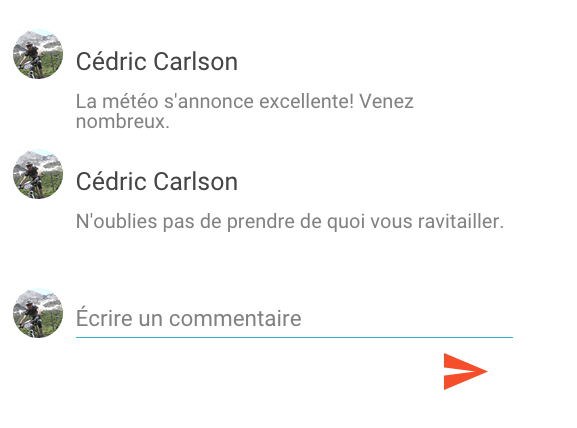 Cédric Carlson
La météo s'annonce excellente! Venez
nombreux.
Cédric Carlson
N'oublies pas de prendre de quoi vous ravitailler.
Écrire un commentaire